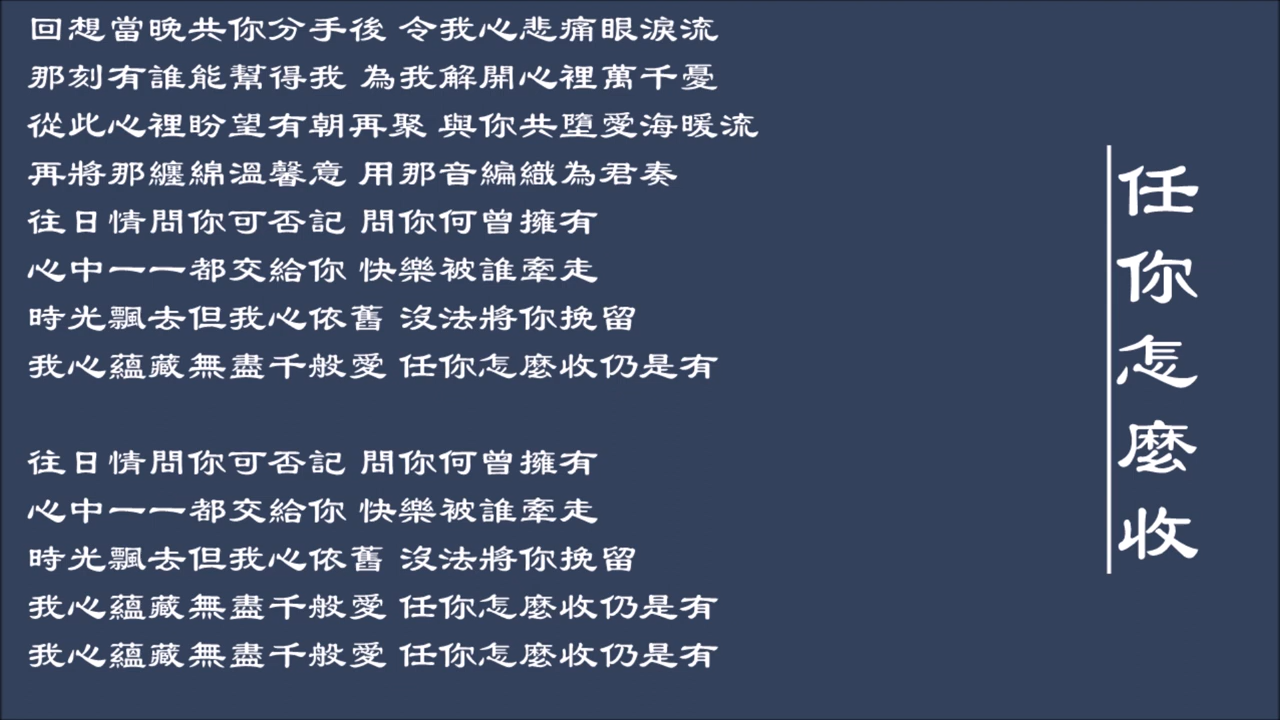 回想當晚共你分手後 令我心悲痛眼淚流
那刻有誰能幫得我 為我解開心裡萬千憂
從此心裡盼望有朝再聚 與你共墮愛海暖流
再將那纏綿溫馨意 用那音編織為君奏
往日情問你可否記 問你何曾擁有
心中一一都交給你 快樂被誰牽走
時光飄去但我心依舊 沒法將你挽留
我心蘊藏無盡千般愛 任你怎麼收仍是有
往日情問你可否記 問你何曾擁有
心中一一都交給你 快樂被誰牽走
時光飄去但我心依舊 沒法將你挽留
我心蘊藏無盡千般愛 任你怎麼收仍是有
我心蘊藏無盡千般愛 任你怎麼收仍是有
任你怎麼收